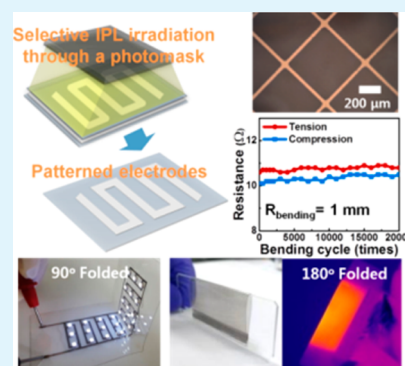 Selective IPL irradiation
through a photomask
Patterned electrodes
200 μm
Resistance (Ω)
12
10
8
Tension
Compression
R bending = 1 mm
0
5000
10000
15000
20000
Bending cycle (times)
90° Folded
180° Folded